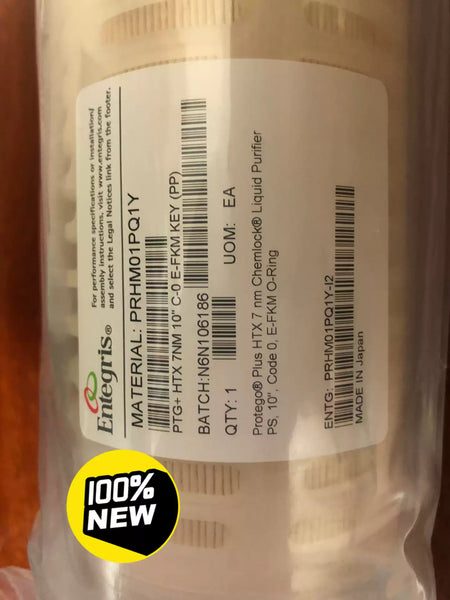 Entegris®
For performance specifications or installation/
assembly instructions, visit www.entegris.com
and select the Legal Notices link from the footer.
MATERIAL: PRHM01PQ1Y
PTG+ HTX 7NM 10" C-0 E-FKM KEY (PP)
BATCH:N6N106186
QTY: 1 UOM: EA
Protego® Plus HTX 7 nm Chemlock® Liquid Purifier
PS, 10", Code 0, E-FKM O-Ring
ENTG: PRHM01PQ1Y-I2
MADE IN Japan
100%
NEW